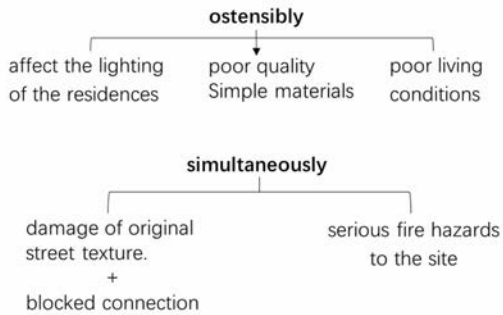 ostensibly
affect the lighting
of the residences
poor quality
Simple materials
poor living
conditions
simultaneously
damage of original
street texture.
+
blocked connection
serious fire hazards
to the site